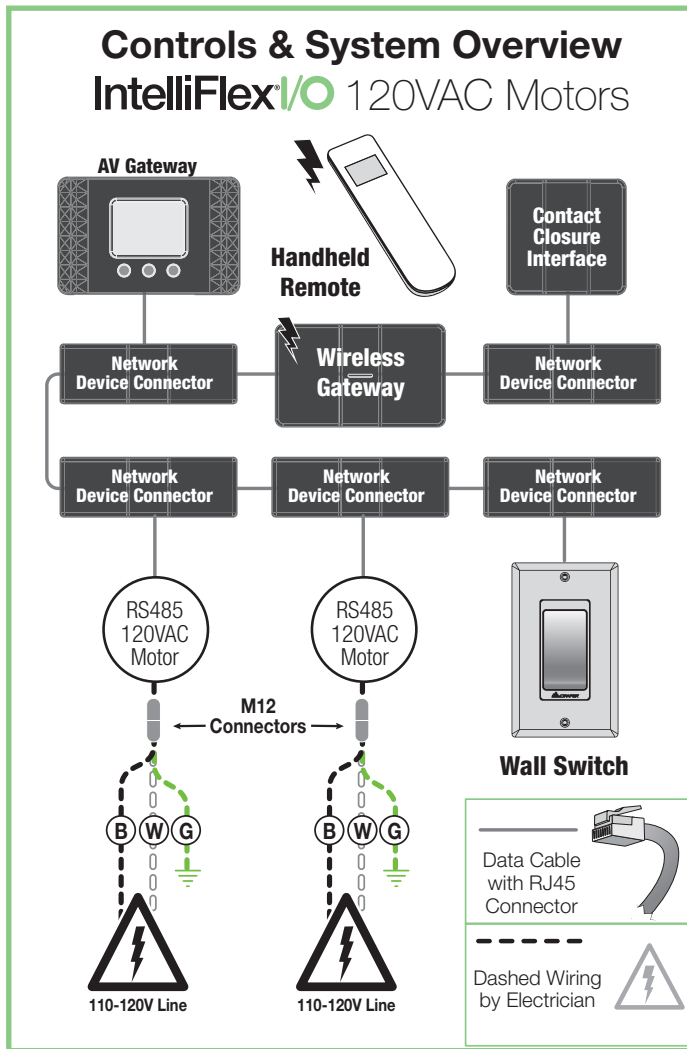 Controls & System Overview
IntelliFlex® I/O 120VAC Motors
AV Gateway
Handheld
Remote
Contact
Closure
Interface
Network
Device Connector
Wireless
Gateway
Network
Device Connector
Network
Device Connector
Network
Device Connector
Network
Device Connector
RS485
120VAC
Motor
RS485
120VAC
Motor
DRAPER
M12
Connectors
Wall Switch
B W G
B W G
110-120V Line
110-120V Line
Data Cable
with RJ45
Connector
Dashed Wiring
by Electrician